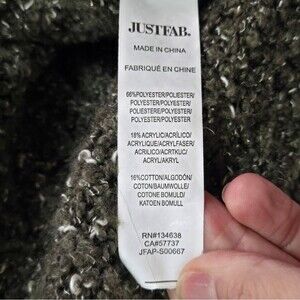 JUSTFAB.
MADE IN CHINA
FABRIQUÉ EN CHINE
66%POLYESTER/POLIESTER/
POLYESTER/POLYESTER/
POLIESTERE/POLYESTER/
POLYESTER/POLYESTER
18%ACRYLIC/ACRÍLICO/
ACRYLIQUE/ACRYLFASER/
ACRILICO/ACRTKLIC/
ACRYL/AKRYL
16%COTTON/ALGODÓN/
COTON/BAUMWOLLE/
COTONE BOMULD/
KATOEN BOMULL
RN#134638
CA#57737
JFAP-S00667